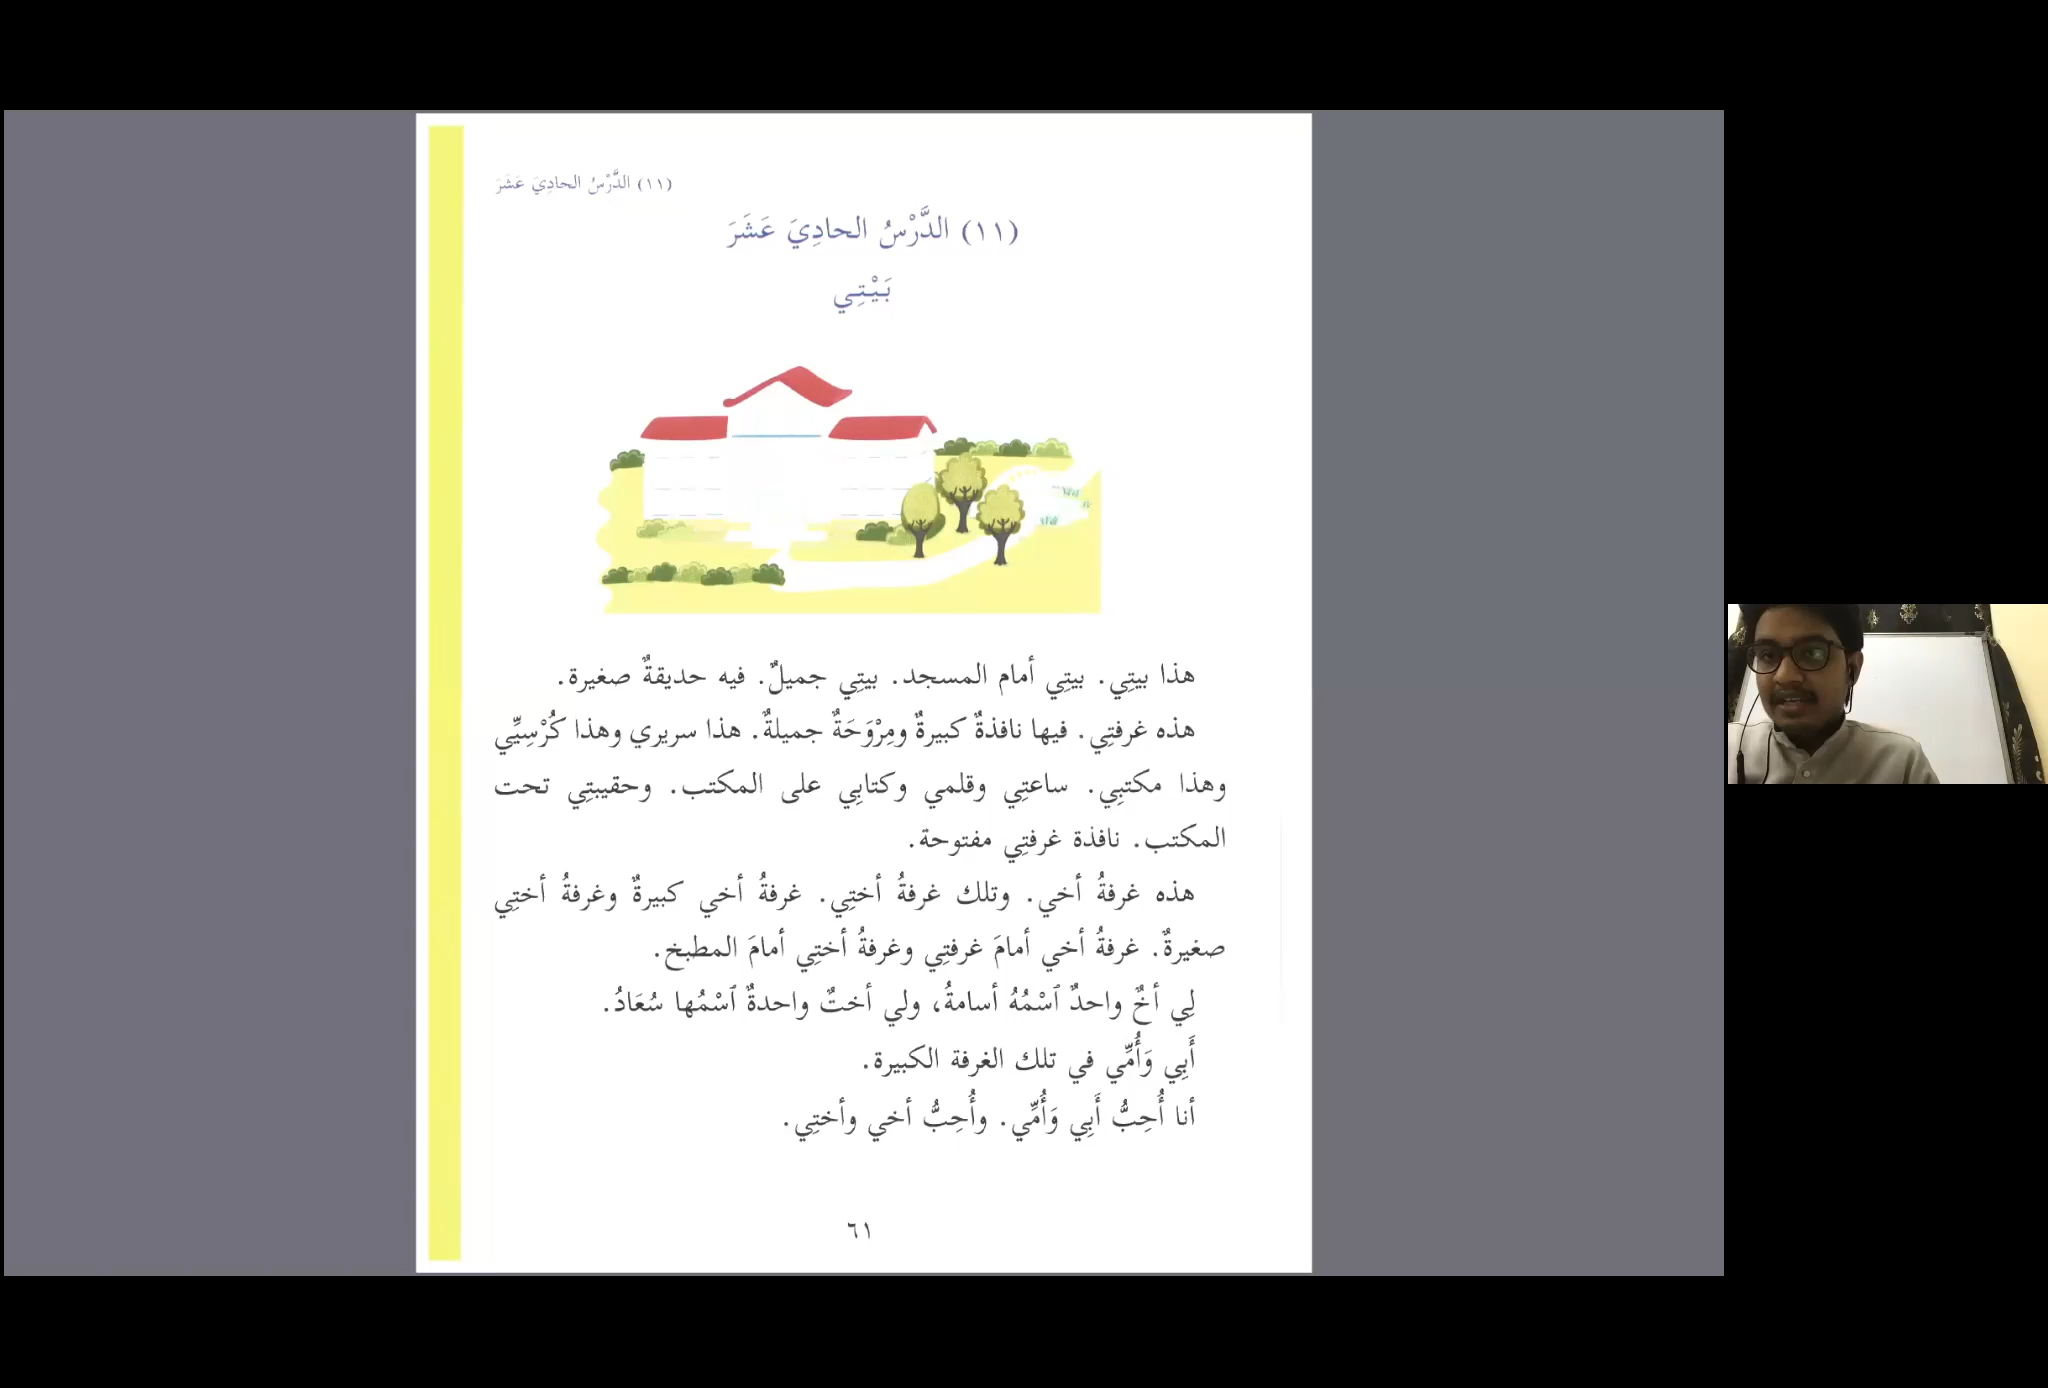 (١١) الدَّرْسُ الحادِيَ عَشَرَ
(١١) الدَّرْسُ الحادِيَ عَشَرَ
بَيْتِي
هذا بيتِي. بيتِي أمام المسجد. بيتِي جميلٌ. فيه حديقةٌ صغيرة.
هذه غرفتِي. فيها نافذةٌ كبيرةٌ ومِرْوَحَةٌ جميلةٌ. هذا سريري وهذا كُرْسِيِّي
وهذا مكتبِي. ساعتِي وقلمي وكتابِي على المكتب. وحقيبتِي تحت
المكتب. نافذة غرفتِي مفتوحة.
هذه غرفةُ أخي. وتلك غرفةُ أختِي. غرفةُ أخي كبيرةٌ وغرفةُ أختِي
صغيرةٌ. غرفةُ أخي أمامَ غرفتِي وغرفةُ أختِي أمامَ المطبخ.
لِي أخٌ واحدٌ ٱسْمُهُ أسامةُ، ولي أختٌ واحدةٌ ٱسْمُها سُعَادُ.
أَبِي وَأُمِّي في تلك الغرفة الكبيرة.
أنا أُحِبُّ أَبِي وَأُمِّي. وأُحِبُّ أخي وأختِي.
٦١